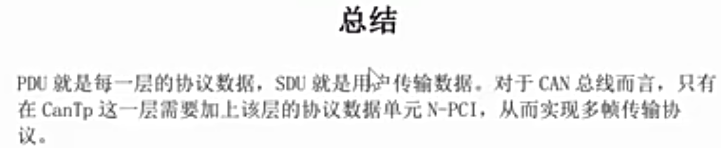 总结
PDU 就是每一层的协议数据，SDU 就是用户传输数据。对于 CAN 总线而言，只有
在 CanTp 这一层需要加上该层的协议数据单元 N-PCI，从而实现多帧传输协
议。